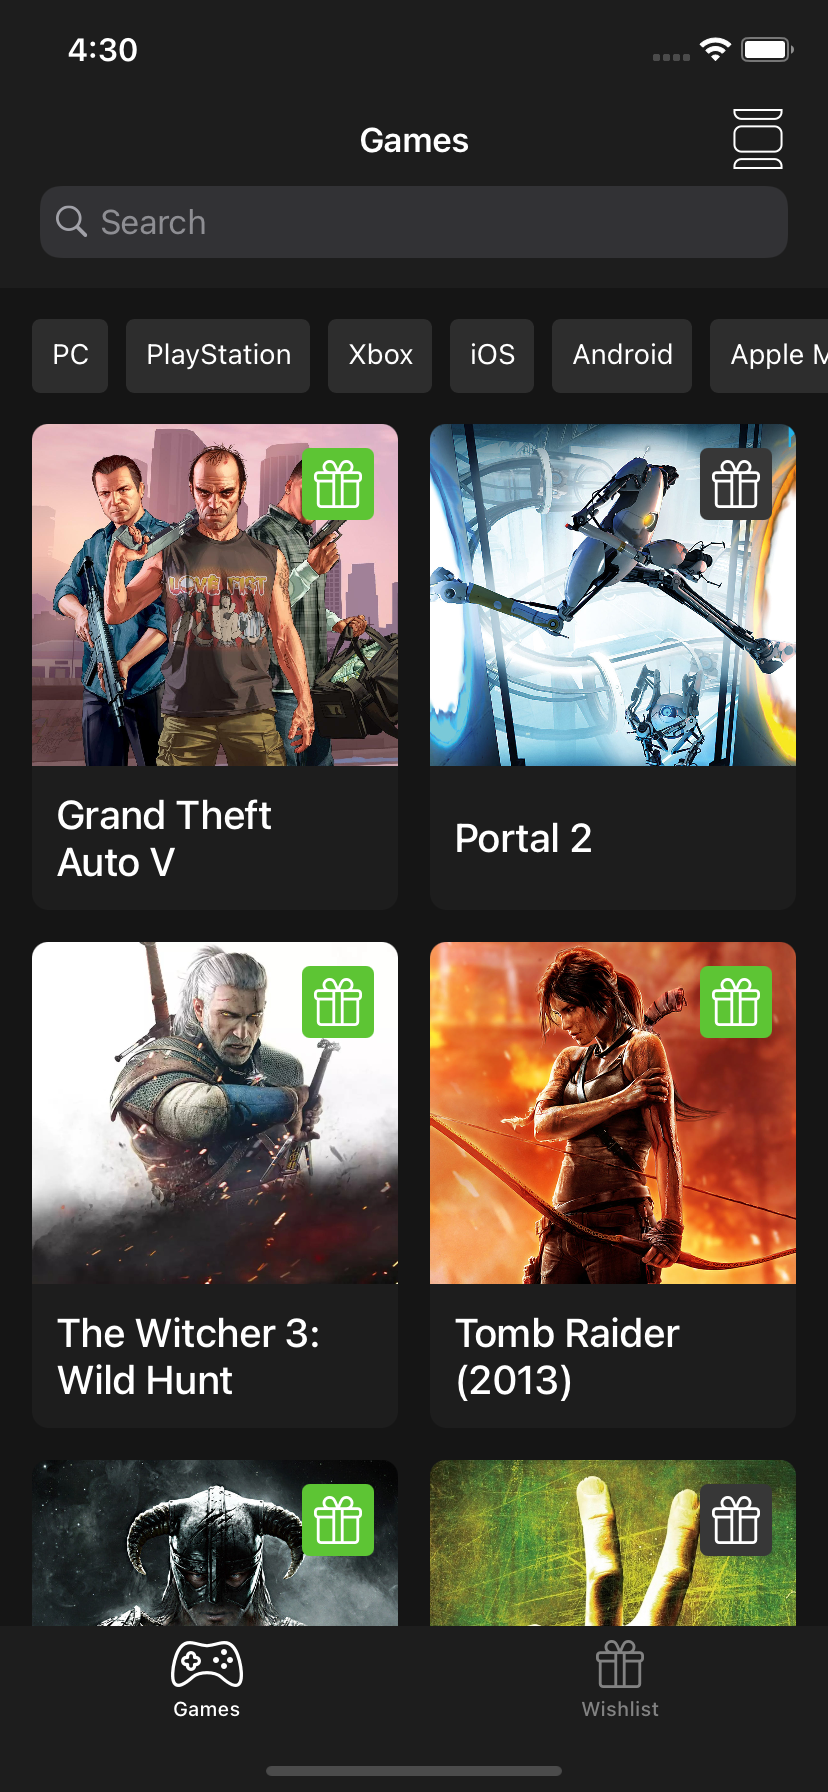 4:30
Games
Search
PC
PlayStation
Xbox
iOS
Android
Apple M
LOVE FIST
Grand Theft
Auto V
Portal 2
The Witcher 3:
Wild Hunt
Tomb Raider
(2013)
Games
Wishlist